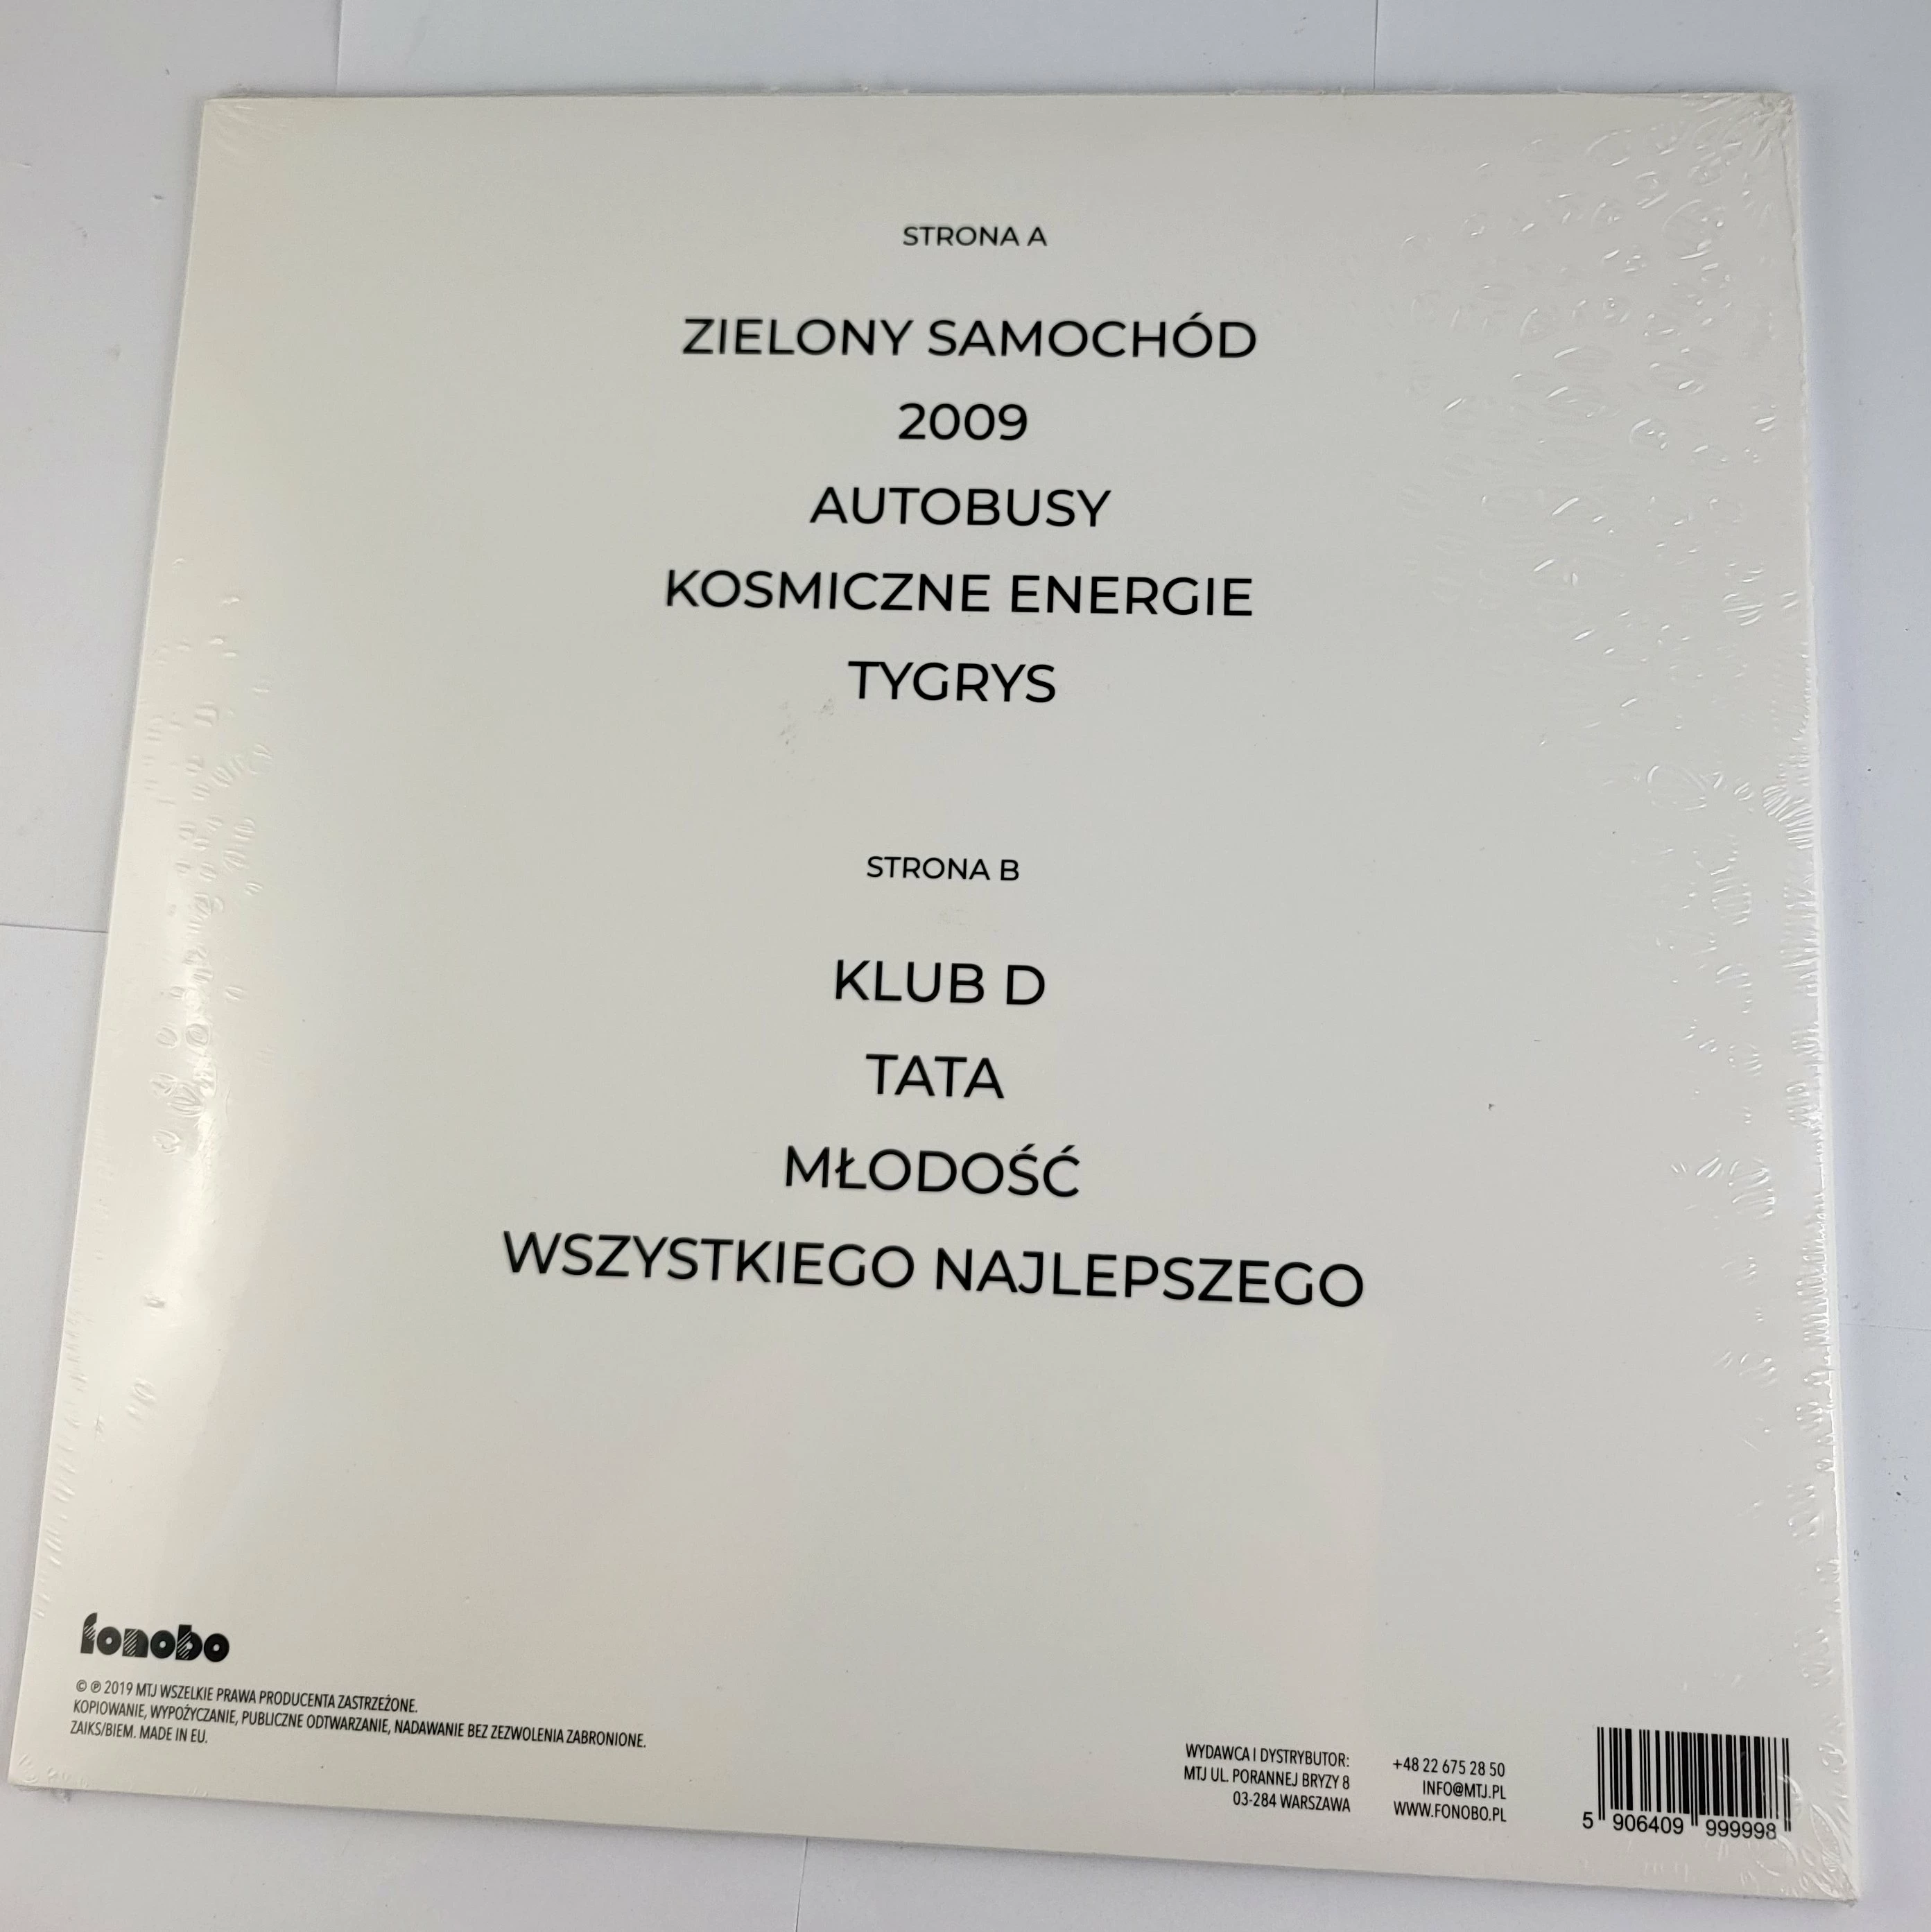 STRONA A
ZIELONY SAMOCHÓD
2009
AUTOBUSY
KOSMICZNE ENERGIE
TYGRYS
STRONA B
KLUB D
TATA
MŁODOŚĆ
WSZYSTKIEGO NAJLEPSZEGO
fonobo
© ℗ 2019 MTJ WSZELKIE PRAWA PRODUCENTA ZASTRZEŻONE.
KOPIOWANIE, WYPOŻYCZANIE, PUBLICZNE ODTWARZANIE, NADAWANIE BEZ ZEZWOLENIA ZABRONIONE.
ZAIKS/BIEM. MADE IN EU.
WYDAWCA I DYSTRYBUTOR:
MTJ UL. PORANNEJ BRYZY 8
03-284 WARSZAWA
+48 22 675 28 50
INFO@MTJ.PL
WWW.FONOBO.PL
5 906409 999998